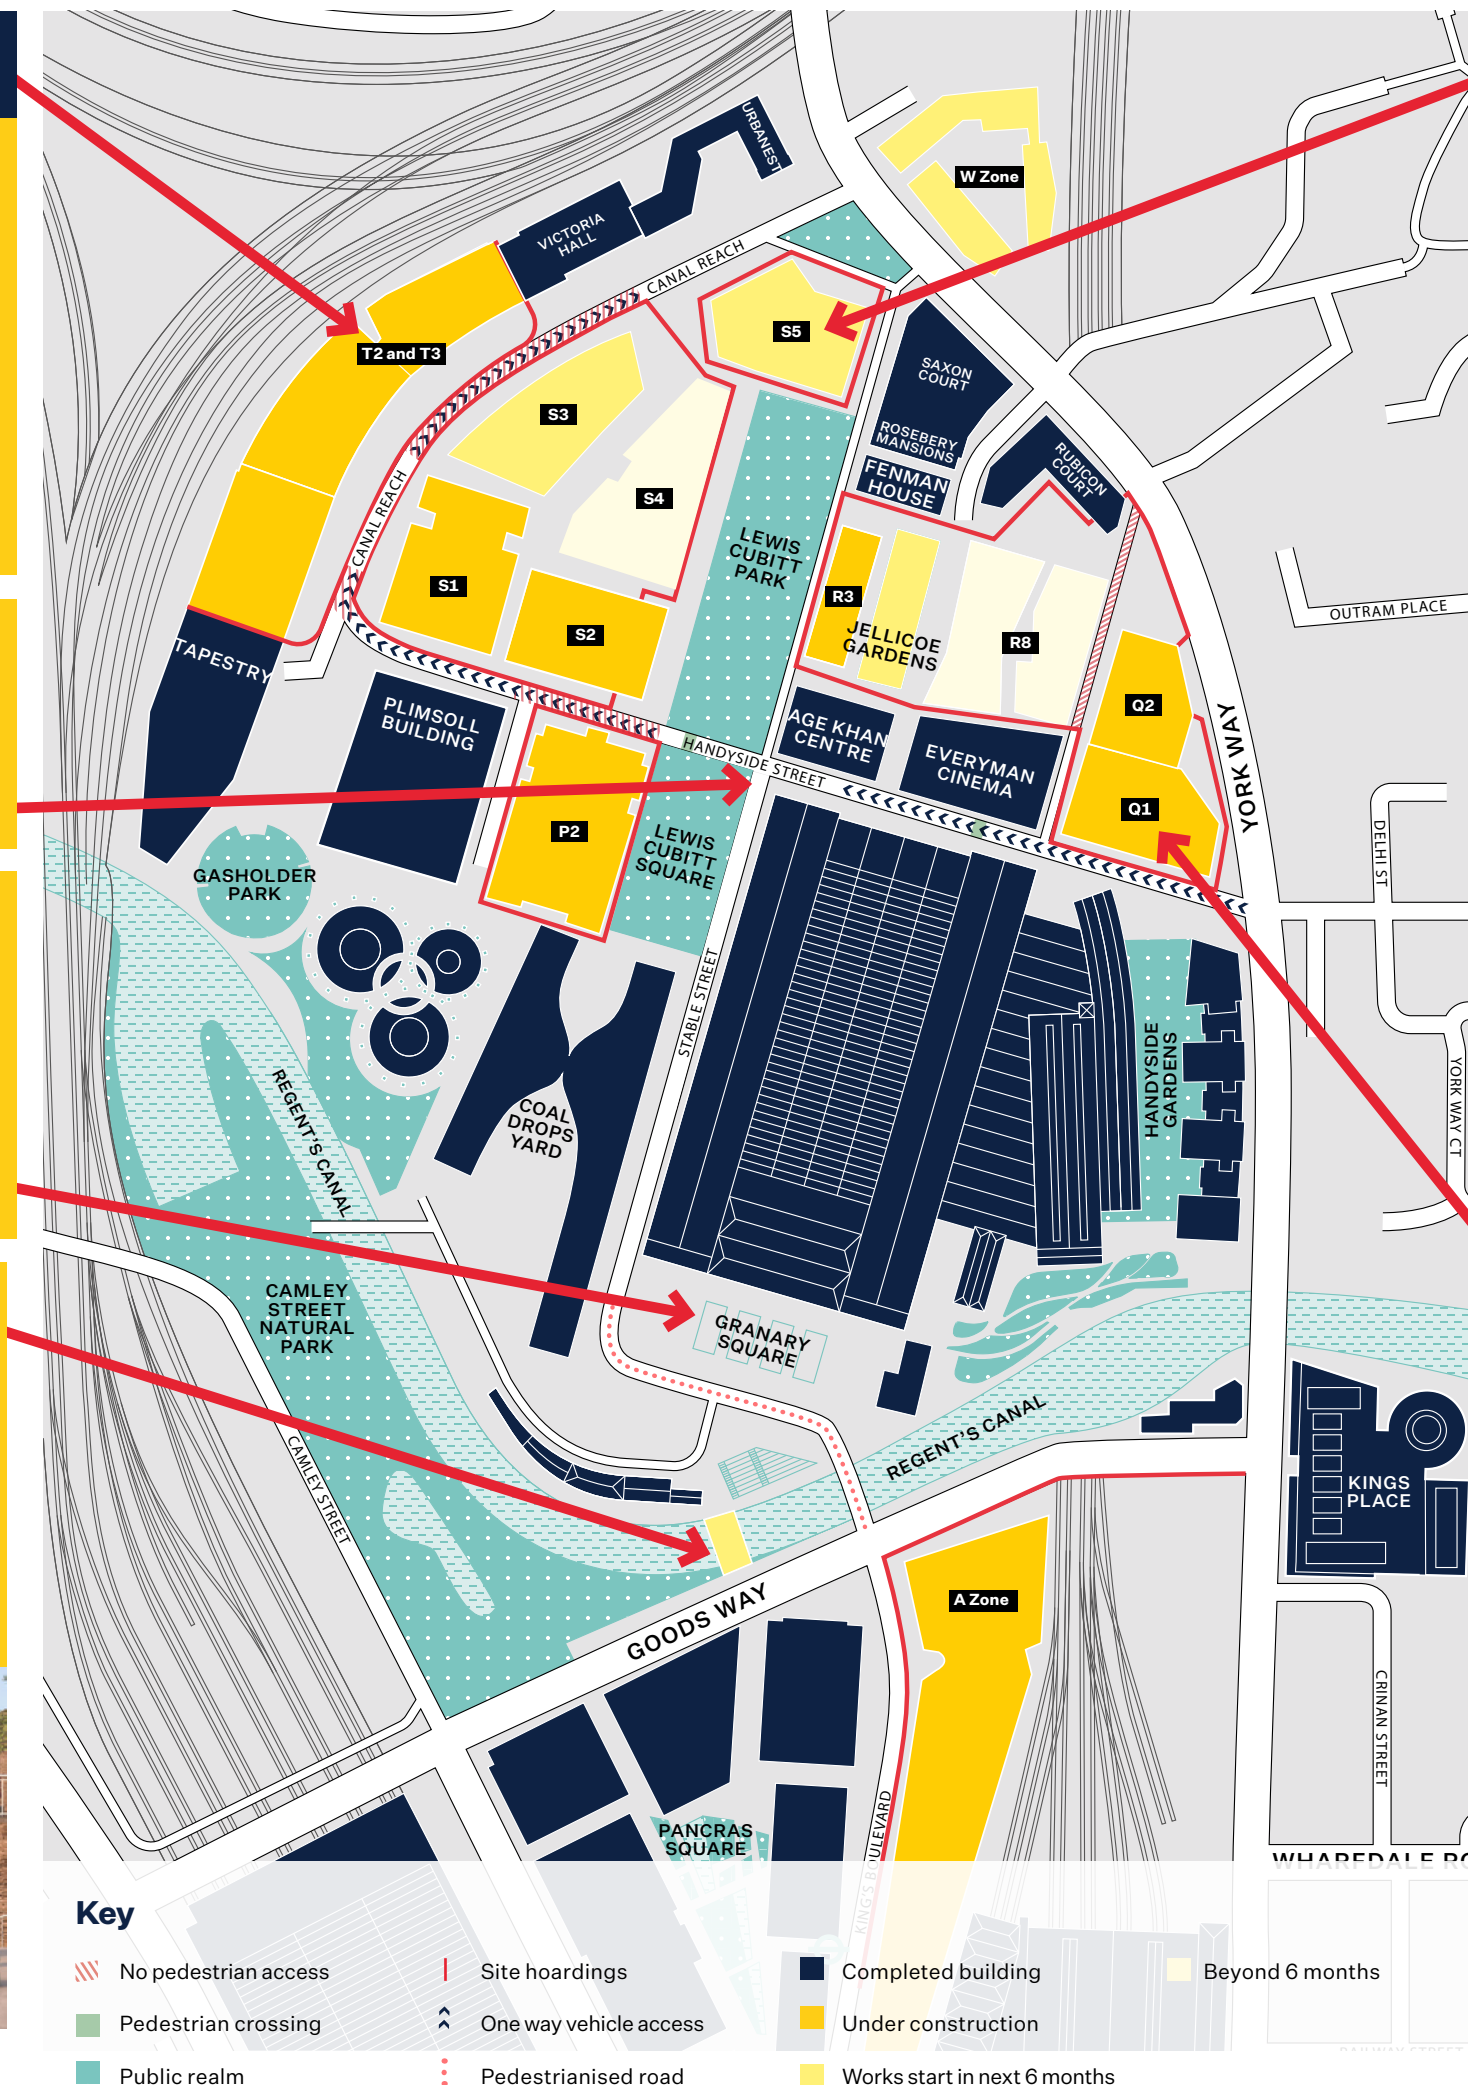 URBANEST
VICTORIA
HALL
CANAL REACH
W Zone
S5
T2 and T3
SAXON
COURT
S3
ROSEBERY
MANSIONS
RUBICON
COURT
FENMAN
HOUSE
S4
CANAL REACH
LEWIS
CUBITT
PARK
S1
R3
OUTRAM PLACE
S2
JELLICOE
GARDENS
R8
TAPESTRY
Q2
PLIMSOLL
BUILDING
AGE KHAN
CENTRE
YORK WAY
HANDYSIDE STREET
EVERYMAN
CINEMA
Q1
P2
LEWIS
CUBITT
SQUARE
DELHI ST
GASHOLDER
PARK
STABLE STREET
HANDYSIDE
GARDENS
REGENT'S CANAL
COAL
DROPS
YARD
YORK WAY CT
CAMLEY
STREET
NATURAL
PARK
GRANARY
SQUARE
REGENT'S CANAL
CAMLEY STREET
KINGS
PLACE
GOODS WAY
A Zone
CRINAN STREET
PANCRAS
SQUARE
KING'S BOULEVARD
WHARFDALE RO
Key
No pedestrian access
Site hoardings
Completed building
Beyond 6 months
Pedestrian crossing
One way vehicle access
Under construction
RAILWAY STREET
Public realm
Pedestrianised road
Works start in next 6 months